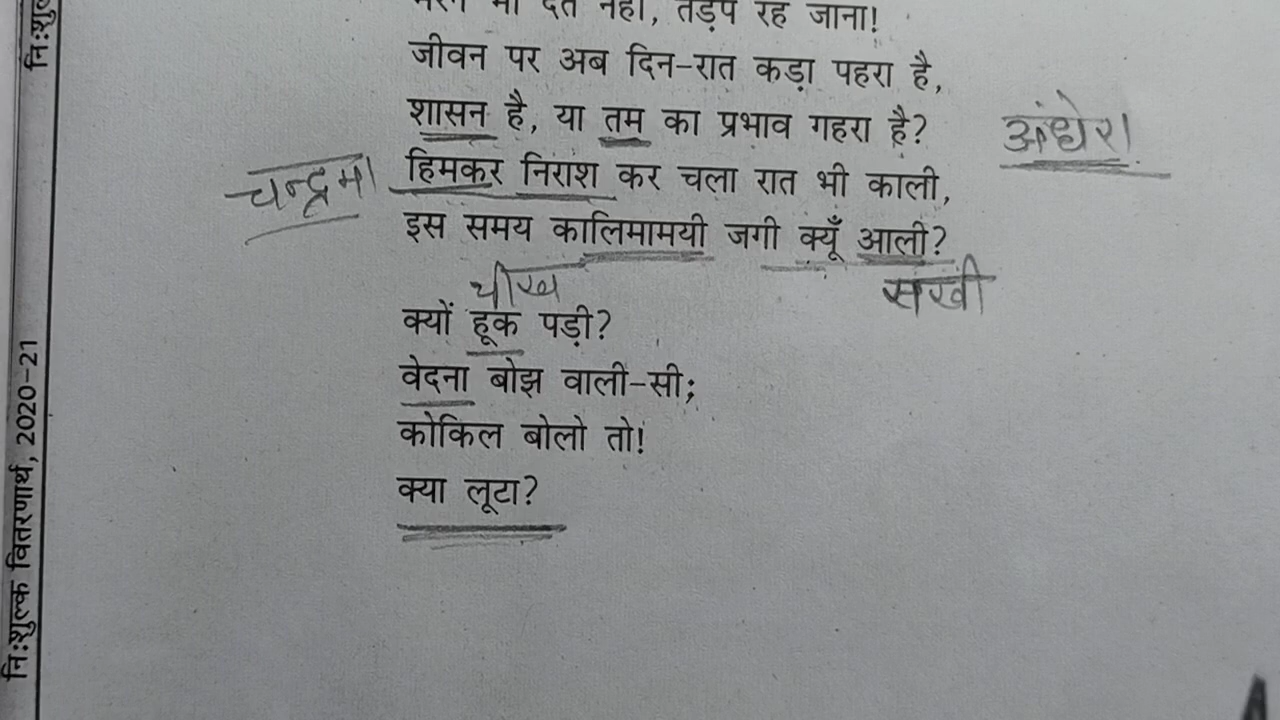 रह जाना!
जीवन पर अब दिन-रात कड़ा पहरा है,
शासन है, या तम का प्रभाव गहरा है? अंधेरा
चन्द्रमा हिमकर निराश कर चला रात भी काली,
इस समय कालिमामयी जगी क्यूँ आली?
चीख सखी
क्यों हूक पड़ी?
वेदना बोझ वाली-सी;
कोकिल बोलो तो!
क्या लूटा?
नि:शुल्क वितरणार्थ, 2020-21